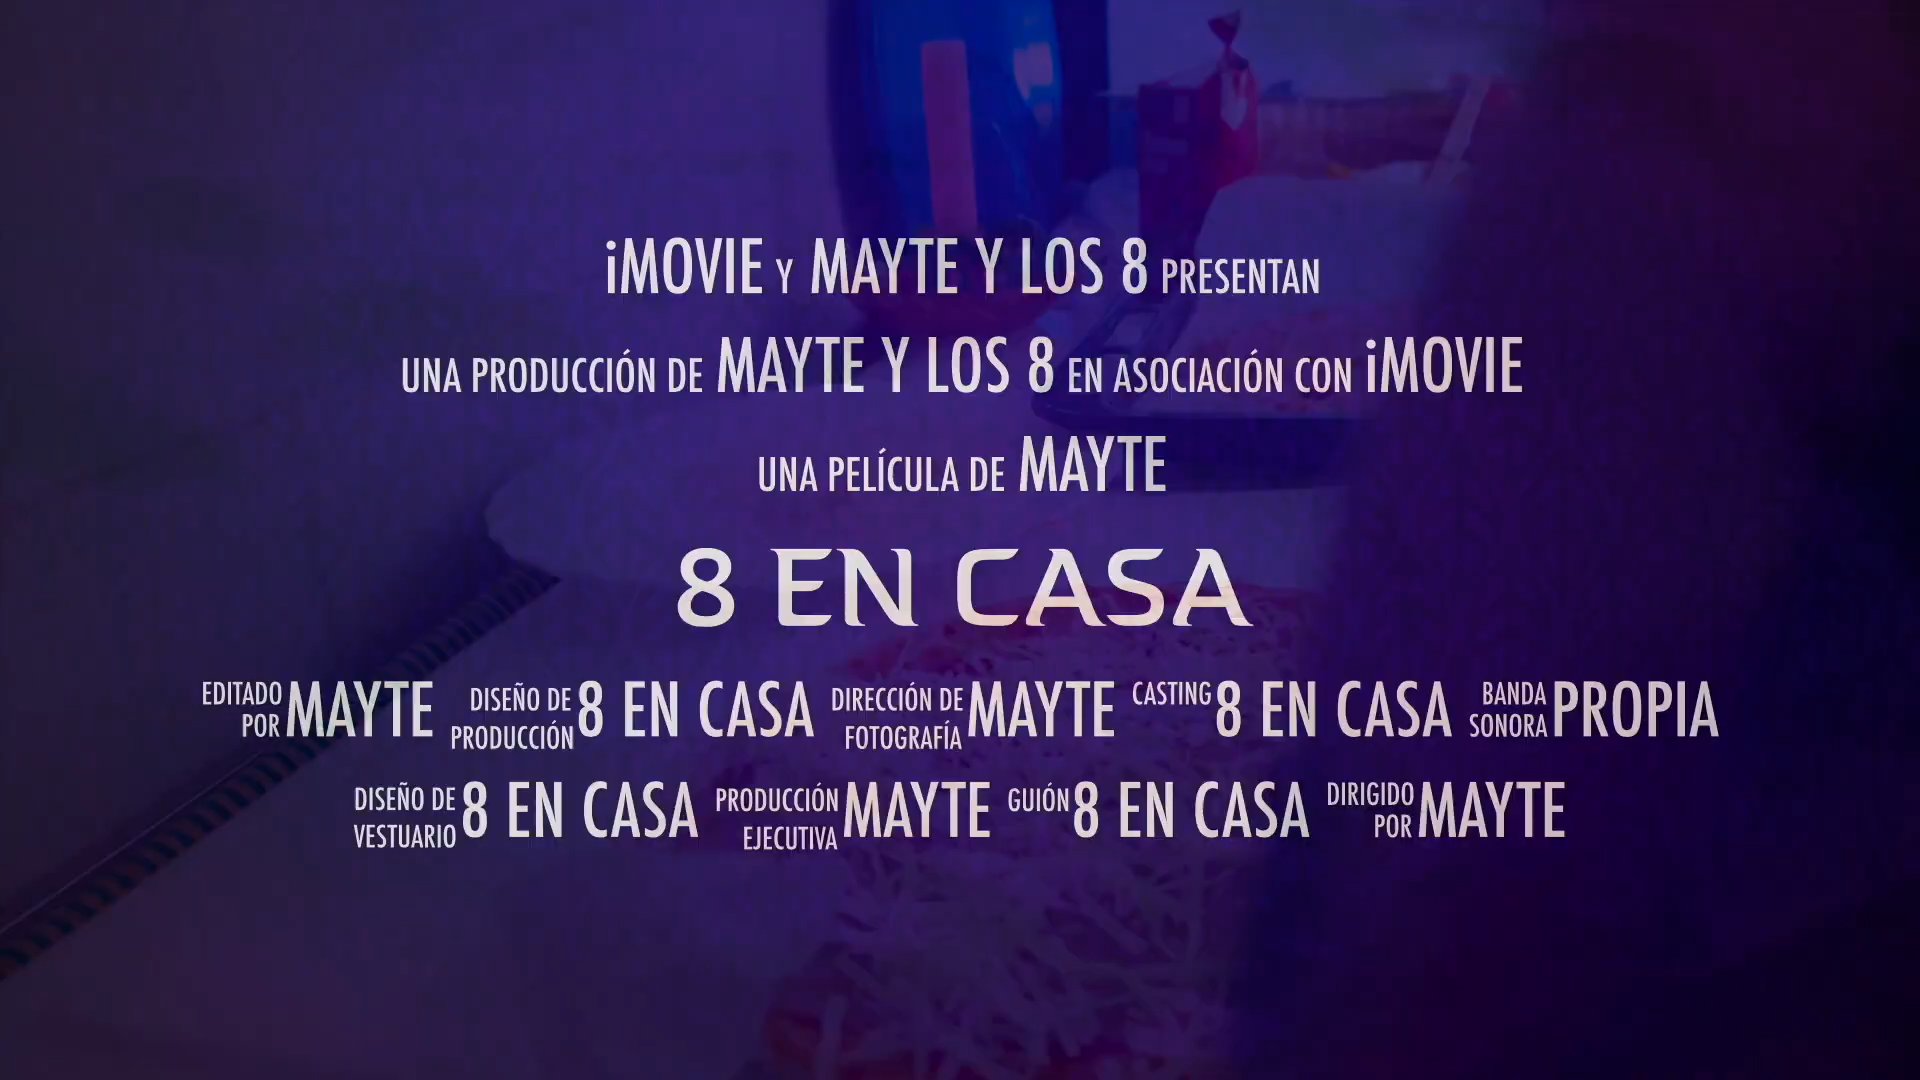 iMOVIE Y MAYTE Y LOS 8 PRESENTAN
UNA PRODUCCIÓN DE MAYTE Y LOS 8 EN ASOCIACIÓN CON iMOVIE
UNA PELÍCULA DE MAYTE
8 EN CASA
EDITADO POR MAYTE DISEÑO DE PRODUCCIÓN 8 EN CASA DIRECCIÓN DE FOTOGRAFÍA MAYTE CASTING 8 EN CASA BANDA SONORA PROPIA
DISEÑO DE VESTUARIO 8 EN CASA PRODUCCIÓN EJECUTIVA MAYTE GUIÓN 8 EN CASA DIRIGIDO POR MAYTE